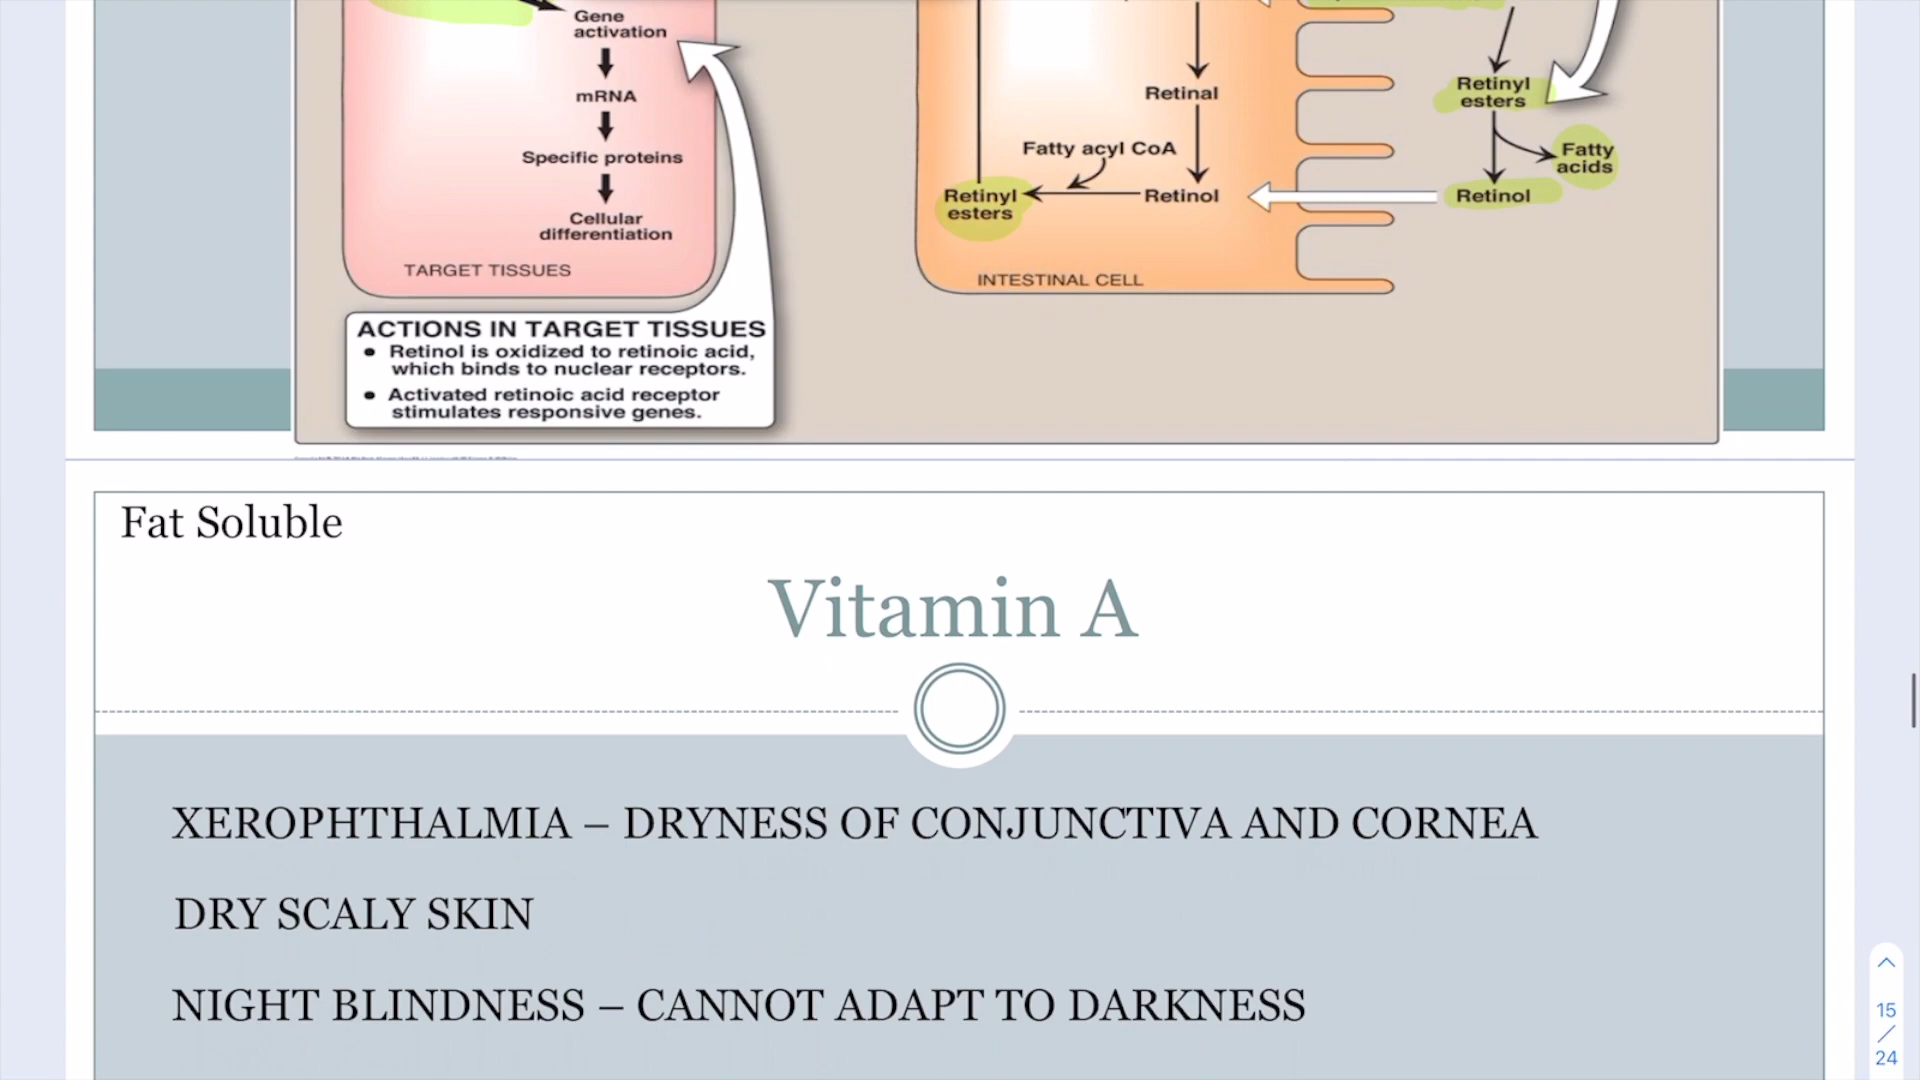 Gene
activation
mRNA
Specific proteins
Cellular
differentiation
TARGET TISSUES
ACTIONS IN TARGET TISSUES
• Retinol is oxidized to retinoic acid,
which binds to nuclear receptors.
• Activated retinoic acid receptor
stimulates responsive genes.
Retinal
Fatty acyl CoA
Retinyl
esters
Retinol
INTESTINAL CELL
Retinyl
esters
Fatty
acids
Retinol
Fat Soluble
Vitamin A
XEROPHTHALMIA – DRYNESS OF CONJUNCTIVA AND CORNEA
DRY SCALY SKIN
NIGHT BLINDNESS – CANNOT ADAPT TO DARKNESS
15
/
24